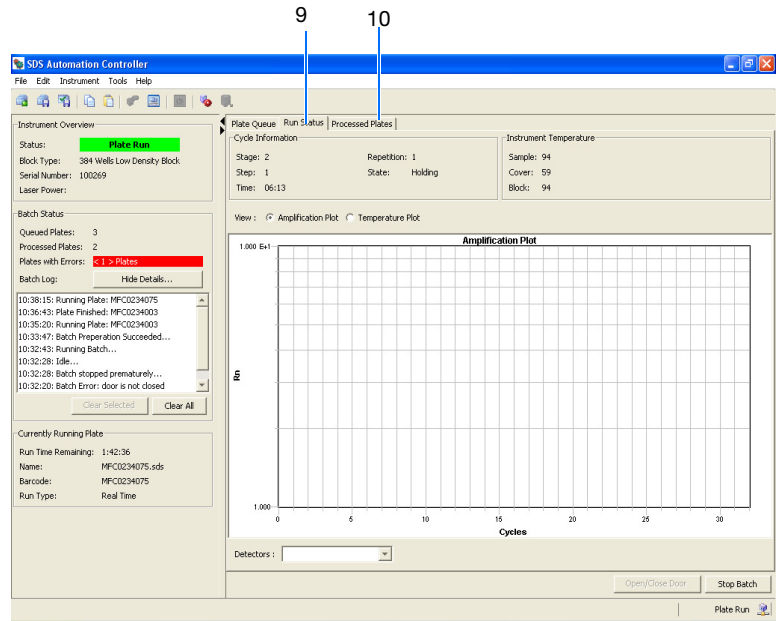 9
10
SDS Automation Controller
File Edit Instrument Tools Help
Instrument Overview
Status: Plate Run
Block Type: 384 Wells Low Density Block
Serial Number: 100269
Laser Power:
Batch Status
Queued Plates: 3
Processed Plates: 2
Plates with Errors: < 1 > Plates
Batch Log: Hide Details...
10:38:15: Running Plate: MFC0234075
10:36:43: Plate Finished: MFC0234003
10:35:20: Running Plate: MFC0234003
10:33:47: Batch Preperation Succeeded...
10:32:43: Running Batch...
10:32:28: Idle...
10:32:28: Batch stopped prematurely...
10:32:20: Batch Error: door is not closed
Clear Selected Clear All
Currently Running Plate
Run Time Remaining: 1:42:36
Name: MFC0234075.sds
Barcode: MFC0234075
Run Type: Real Time
Plate Queue Run Status Processed Plates
Cycle Information
Stage: 2 Repetition: 1
Step: 1 State: Holding
Time: 06:13
Instrument Temperature
Sample: 94
Cover: 59
Block: 94
View : Amplification Plot Temperature Plot
Amplification Plot
1.000 E+1
Rn
1.000
0 5 10 15 20 25 30
Cycles
Detectors :
Open/Close Door Stop Batch
Plate Run